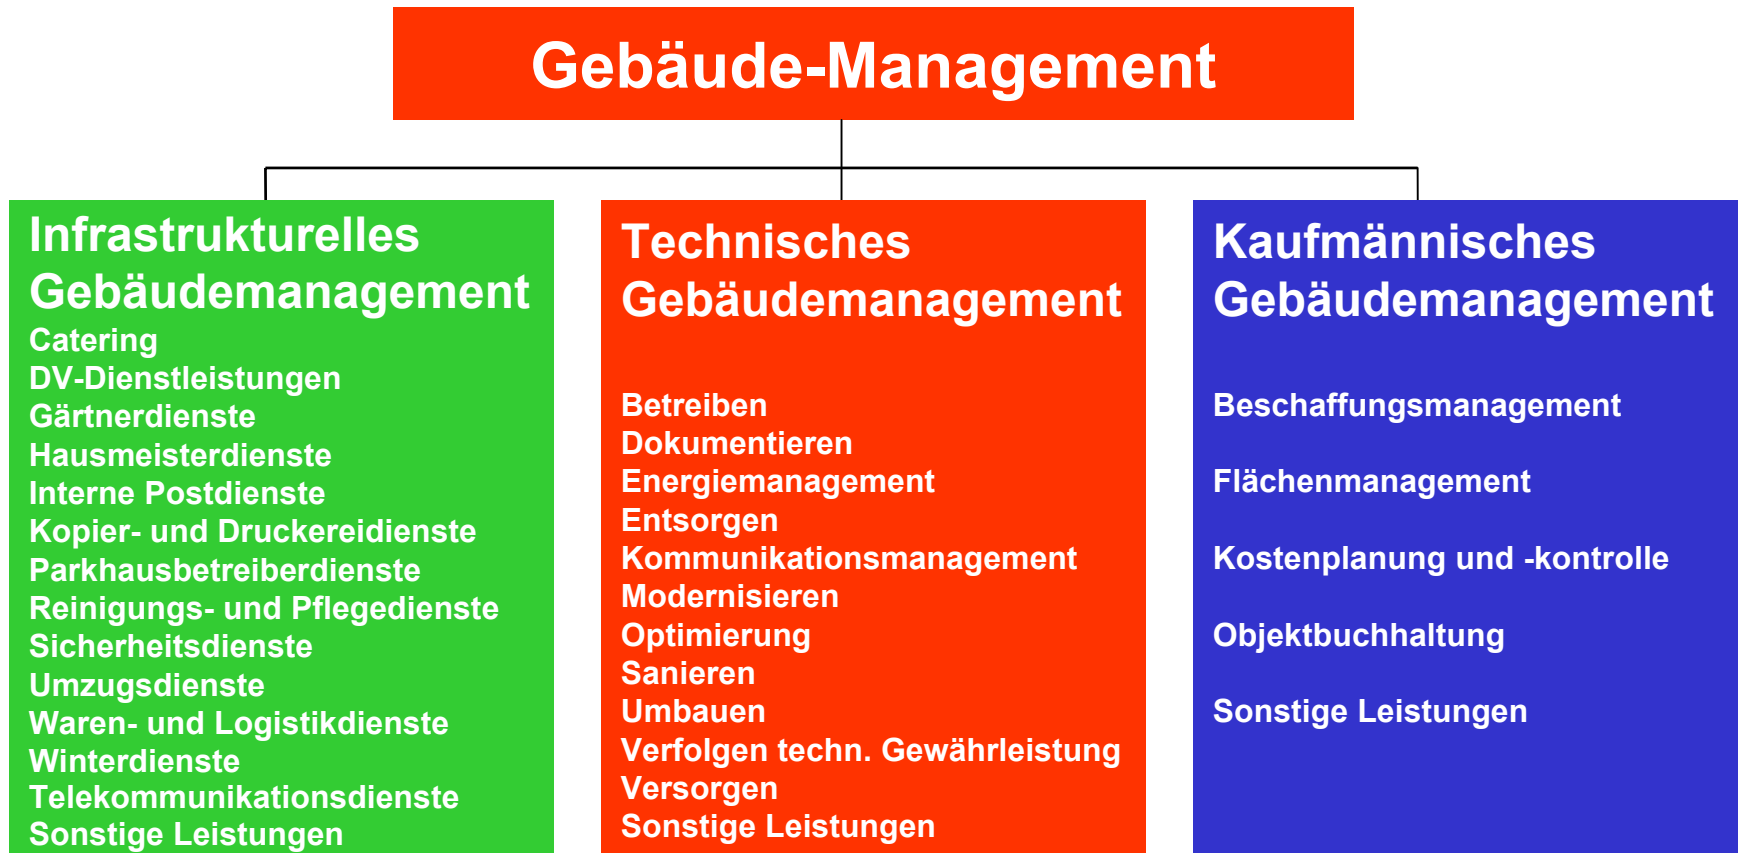 Gebäude-Management
Infrastrukturelles
Gebäudemanagement
Catering
DV-Dienstleistungen
Gärtnerdienste
Hausmeisterdienste
Interne Postdienste
Kopier- und Druckereidienste
Parkhausbetreiberdienste
Reinigungs- und Pflegedienste
Sicherheitsdienste
Umzugsdienste
Waren- und Logistikdienste
Winterdienste
Telekommunikationsdienste
Sonstige Leistungen
Technisches
Gebäudemanagement
Betreiben
Dokumentieren
Energiemanagement
Entsorgen
Kommunikationsmanagement
Modernisieren
Optimierung
Sanieren
Umbauen
Verfolgen techn. Gewährleistung
Versorgen
Sonstige Leistungen
Kaufmännisches
Gebäudemanagement
Beschaffungsmanagement
Flächenmanagement
Kostenplanung und -kontrolle
Objektbuchhaltung
Sonstige Leistungen